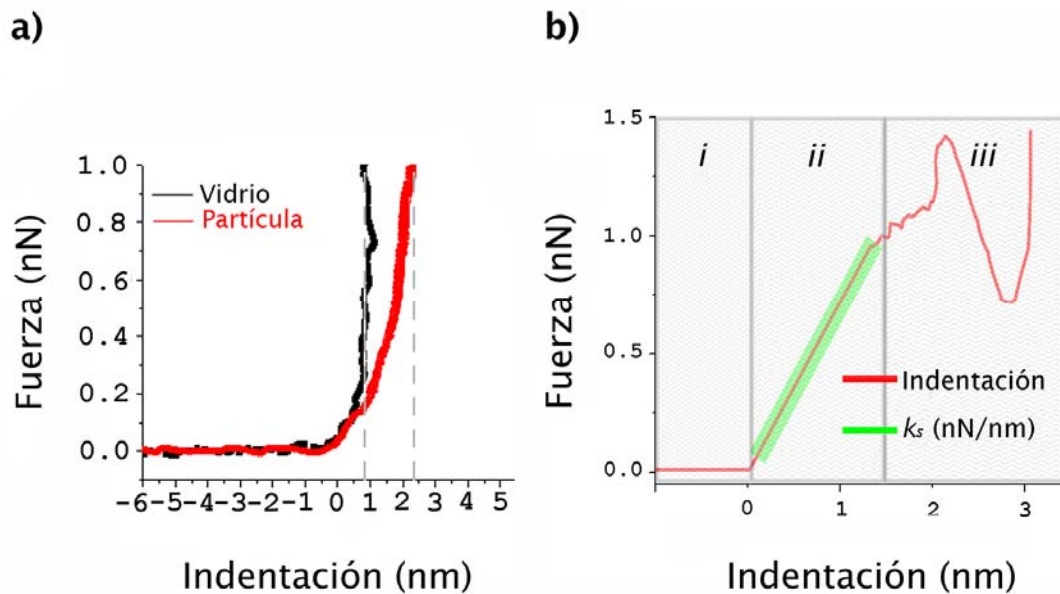 a)
Fuerza (nN)
1.0
0.8
0.6
0.4
0.2
0.0
Vidrio
Partícula
-6 -5 -4 -3 -2 -1 0 1 2 3 4 5
Indentación (nm)
b)
Fuerza (nN)
1.5
1.0
0.5
0.0
i ii iii
Indentación
ks (nN/nm)
0 1 2 3
Indentación (nm)